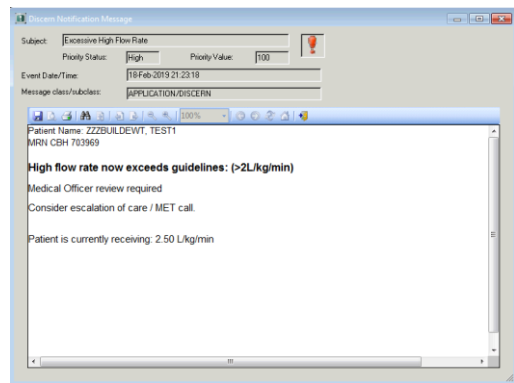 Discern Notification Message
Subject: Excessive High Flow Rate
Priority Status: High Priority Value: 100
Event Date/Time: 18-Feb-2019 21:23:18
Message class/subclass: APPLICATION/DISCERN
100%
Patient Name: ZZZBUILDEWT, TEST1
MRN CBH 703969
High flow rate now exceeds guidelines: (>2L/kg/min)
Medical Officer review required
Consider escalation of care / MET call.
Patient is currently receiving: 2.50 L/kg/min